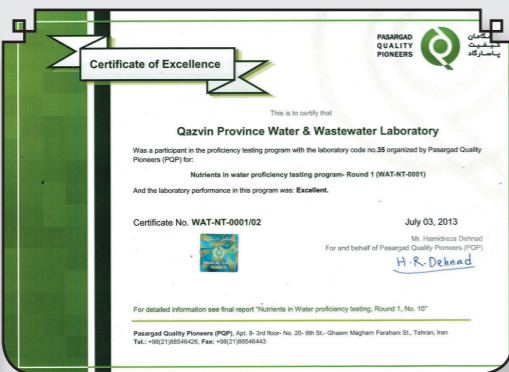 PASARGAD
QUALITY
PIONEERS
کیفیت
پاسارگاد
Certificate of Excellence
This is to certify that
Qazvin Province Water & Wastewater Laboratory
Was a participant in the proficiency testing program with the laboratory code no.35 organized by Pasargad Quality
Pioneers (PQP) for:
Nutrients in water proficiency testing program- Round 1 (WAT-NT-0001)
And the laboratory performance in this program was: Excellent.
Certificate No. WAT-NT-0001/02
July 03, 2013
Mr. Hamidreza Dehnad
For and behalf of Pasargad Quality Pioneers (PQP)
H.R.Dehnad
For detailed information see final report "Nutrients in Water proficiency testing, Round 1, No. 10"
Pasargad Quality Pioneers (PQP), Apt. 9- 3rd floor- No. 20- 6th St.- Ghaem Magham Farahani St., Tehran, Iran
Tel.: +98(21)88546426, Fax: +98(21)88546443